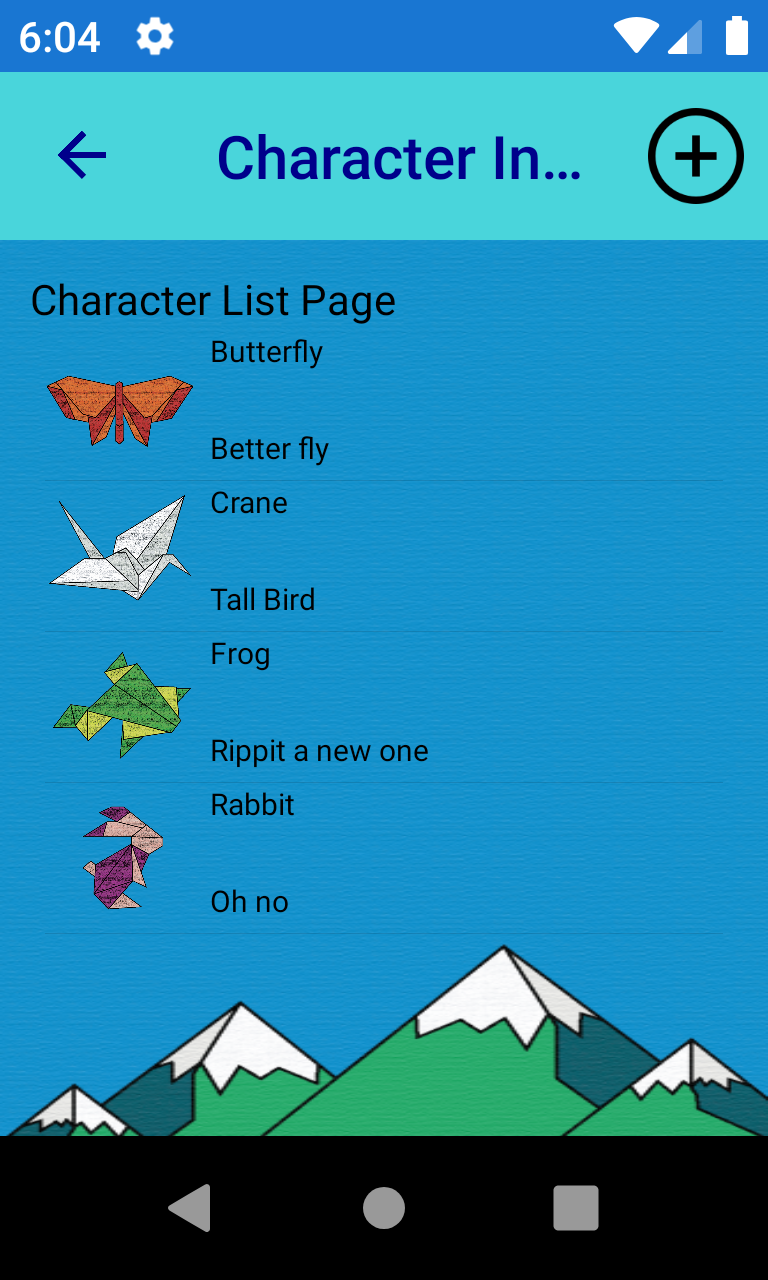 6:04
Character In...
Character List Page
Butterfly
Better fly
Crane
Tall Bird
Frog
Rippit a new one
Rabbit
Oh no